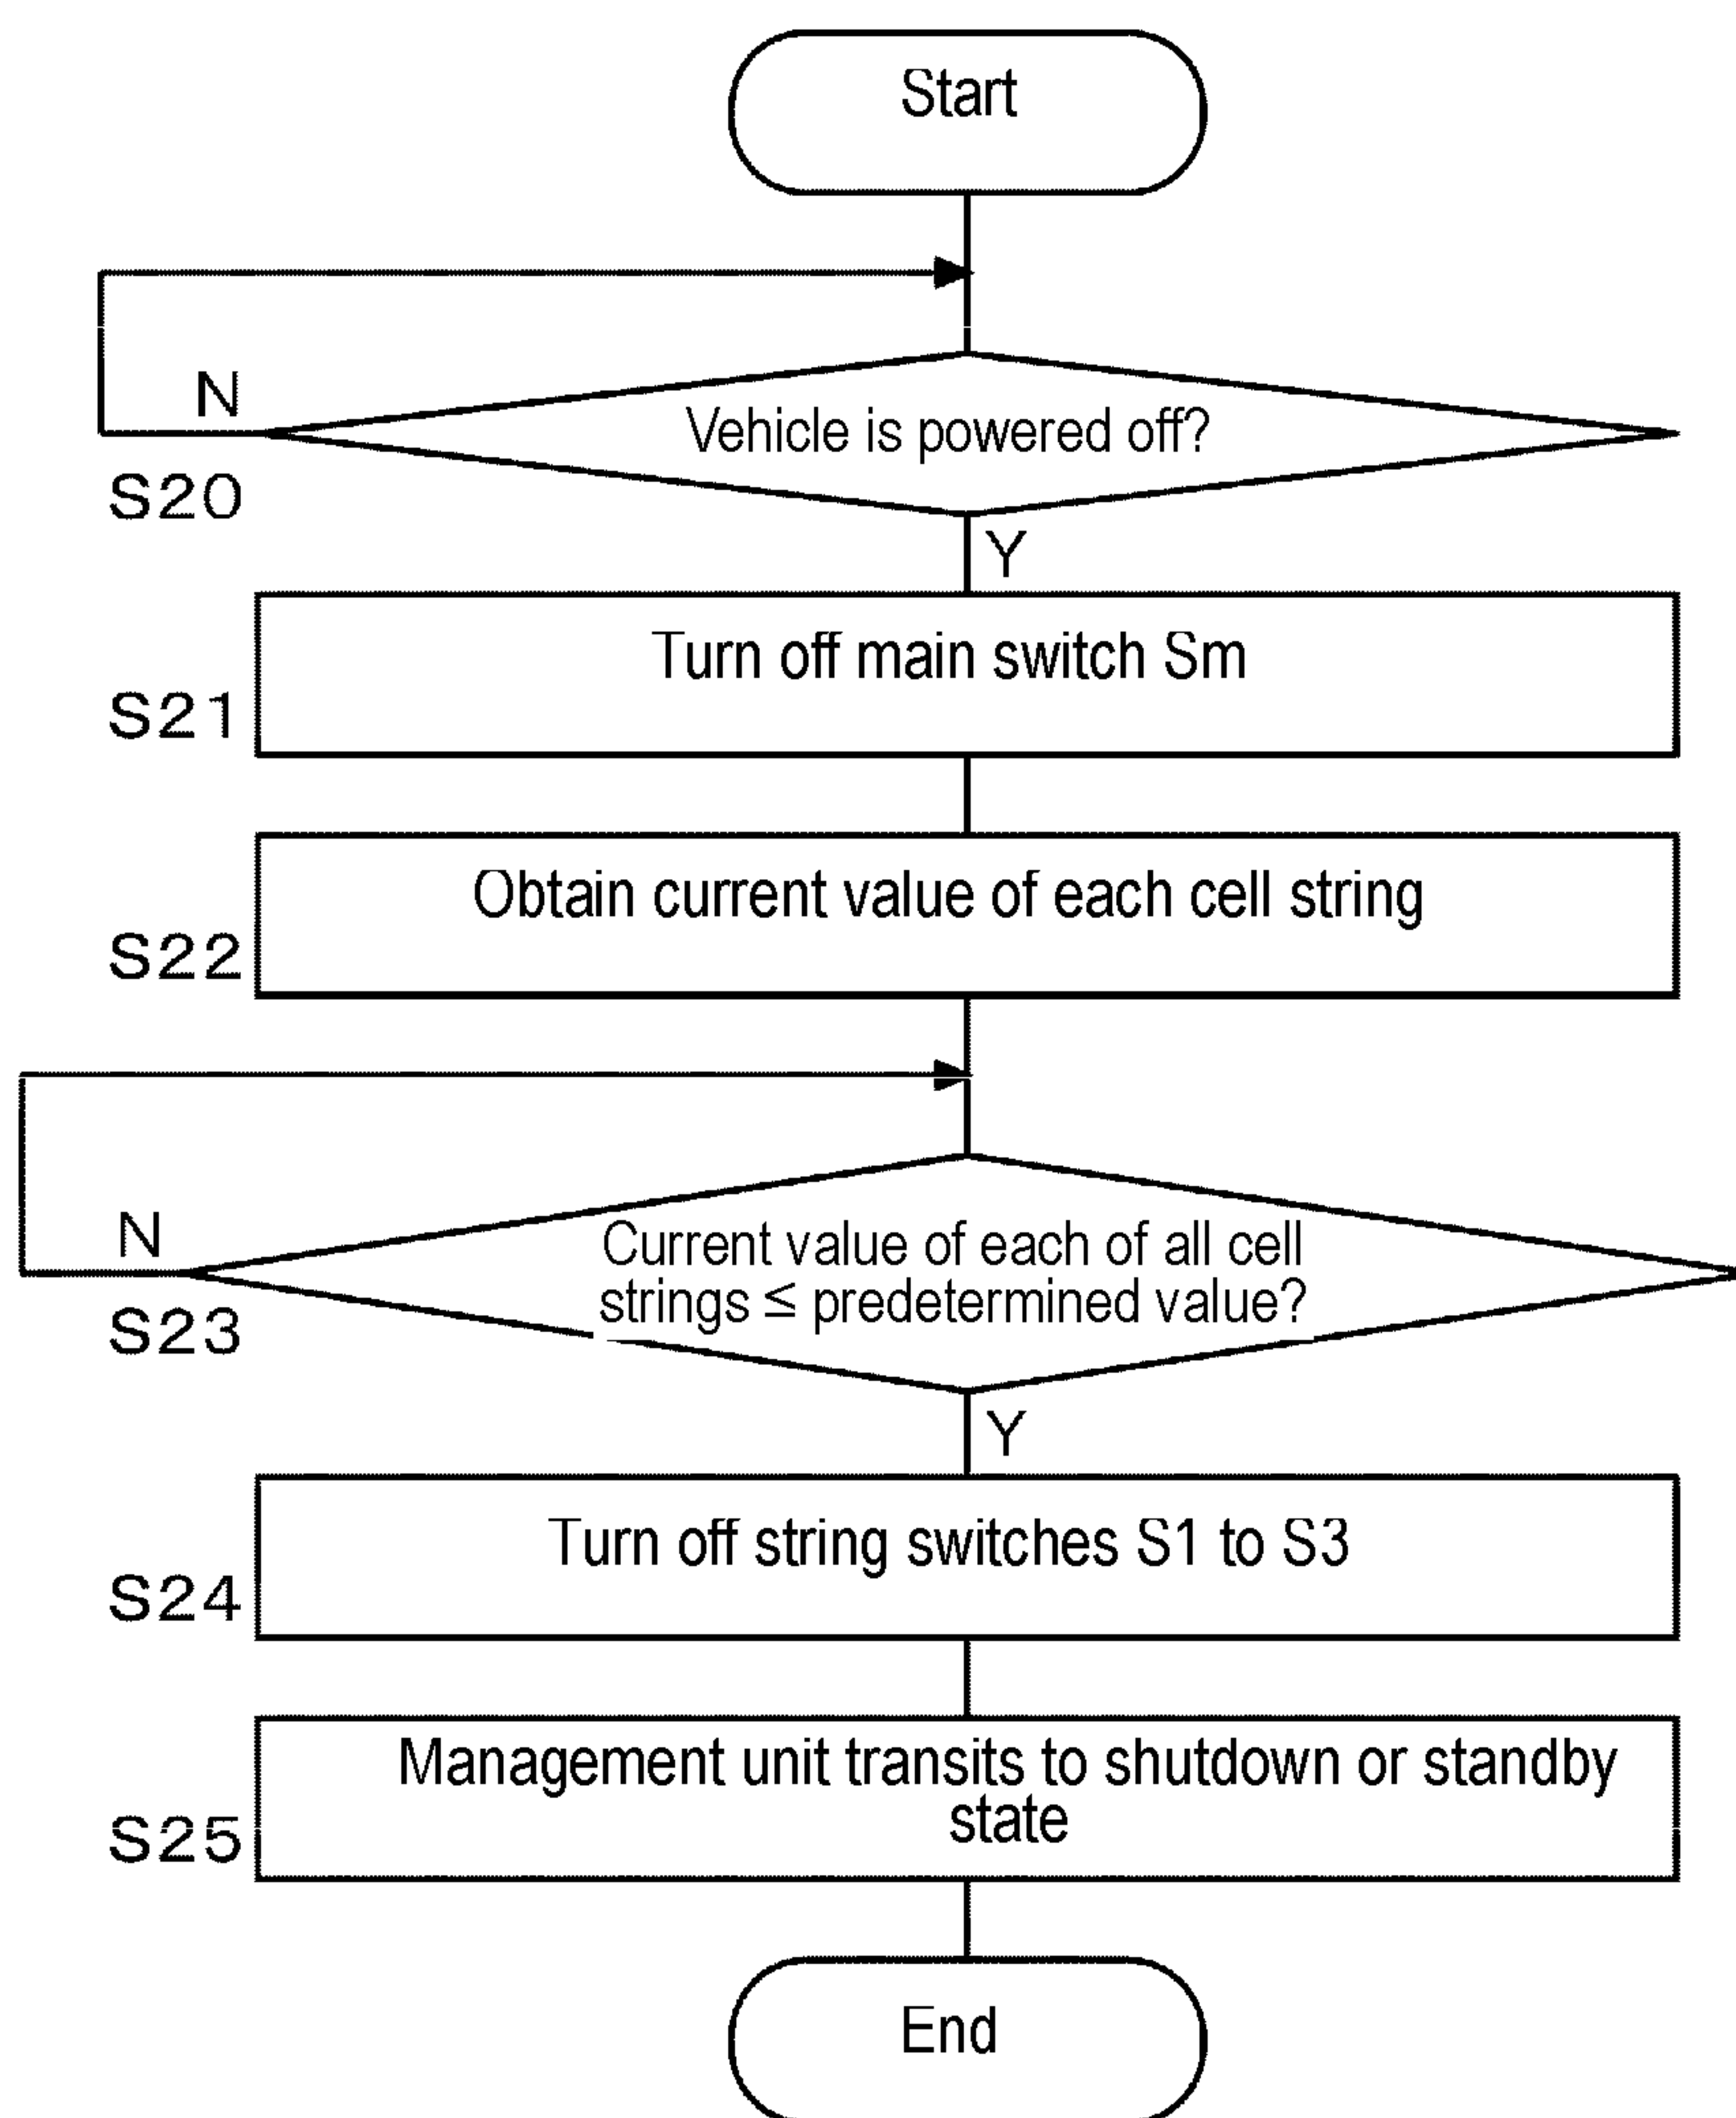 Start
N
Vehicle is powered off?
S20
Y
Turn off main switch Sm
S21
Obtain current value of each cell string
S22
N
Current value of each of all cell
strings ≤ predetermined value?
S23
Y
Turn off string switches S1 to S3
S24
Management unit transits to shutdown or standby
state
S25
End